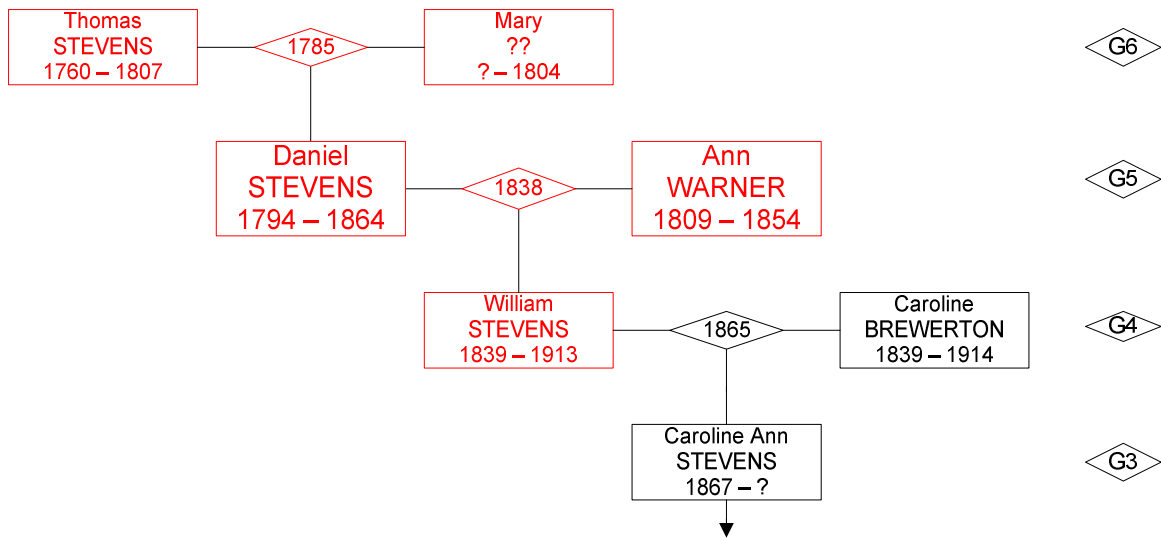 Thomas
STEVENS
1760 – 1807
1785
Mary
??
? – 1804
G6
Daniel
STEVENS
1794 – 1864
1838
Ann
WARNER
1809 – 1854
G5
William
STEVENS
1839 – 1913
1865
Caroline
BREWERTON
1839 – 1914
G4
Caroline Ann
STEVENS
1867 – ?
G3